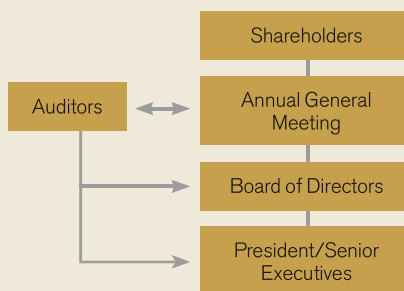 Shareholders
Auditors
Annual General
Meeting
Board of Directors
President/Senior
Executives